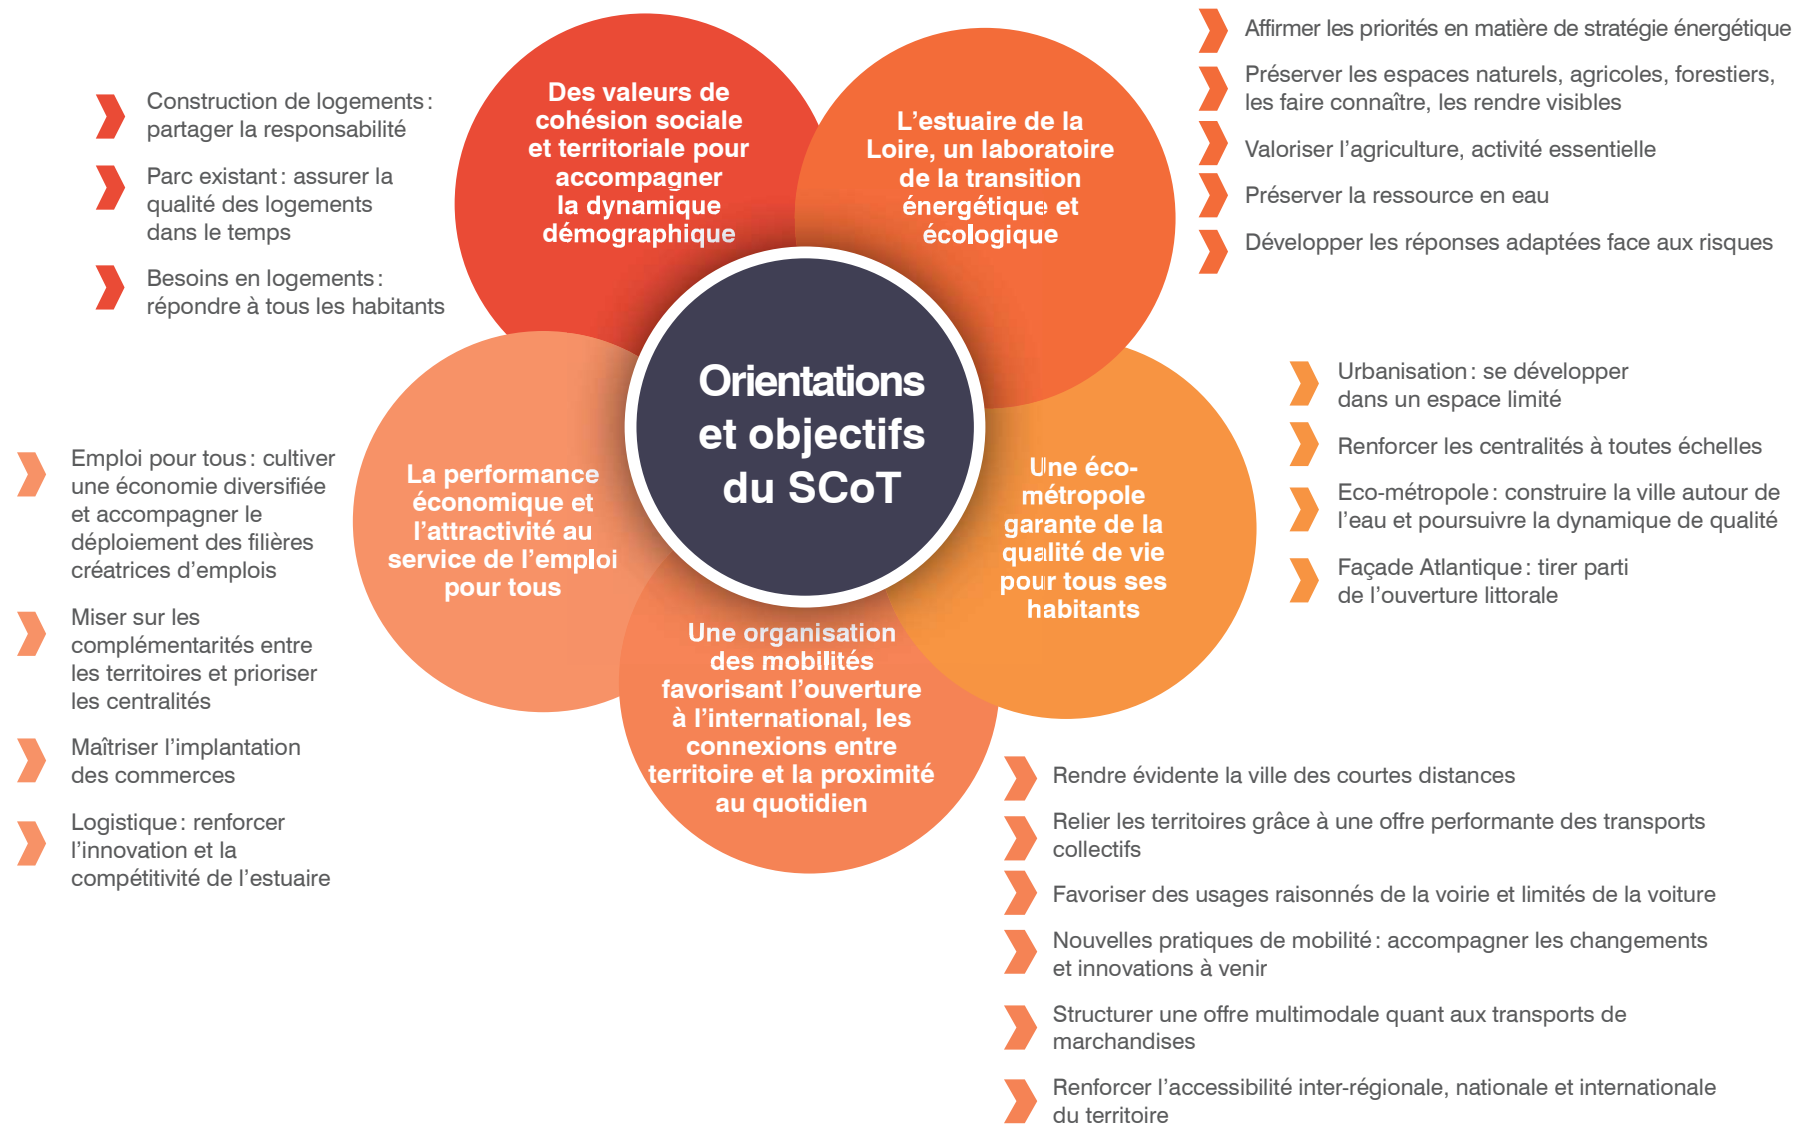 Orientations
et objectifs
du SCoT
Des valeurs de
cohésion sociale
et territoriale pour
accompagner
la dynamique
démographique
Construction de logements :
partager la responsabilité
Parc existant : assurer la
qualité des logements
dans le temps
Besoins en logements :
répondre à tous les habitants
L’estuaire de la
Loire, un laboratoire
de la transition
énergétique et
écologique
Affirmer les priorités en matière de stratégie énergétique
Préserver les espaces naturels, agricoles, forestiers,
les faire connaître, les rendre visibles
Valoriser l’agriculture, activité essentielle
Préserver la ressource en eau
Développer les réponses adaptées face aux risques
Une éco-
métropole
garante de la
qualité de vie
pour tous ses
habitants
Urbanisation : se développer
dans un espace limité
Renforcer les centralités à toutes échelles
Eco-métropole : construire la ville autour de
l’eau et poursuivre la dynamique de qualité
Façade Atlantique : tirer parti
de l’ouverture littorale
Une organisation
des mobilités
favorisant l’ouverture
à l’international, les
connexions entre
territoire et la proximité
au quotidien
Rendre évidente la ville des courtes distances
Relier les territoires grâce à une offre performante des transports
collectifs
Favoriser des usages raisonnés de la voirie et limités de la voiture
Nouvelles pratiques de mobilité : accompagner les changements
et innovations à venir
Structurer une offre multimodale quant aux transports de
marchandises
Renforcer l’accessibilité inter-régionale, nationale et internationale
du territoire
La performance
économique et
l’attractivité au
service de l’emploi
pour tous
Emploi pour tous : cultiver
une économie diversifiée
et accompagner le
déploiement des filières
créatrices d’emplois
Miser sur les
complémentarités entre
les territoires et prioriser
les centralités
Maîtriser l’implantation
des commerces
Logistique : renforcer
l’innovation et la
compétitivité de l’estuaire